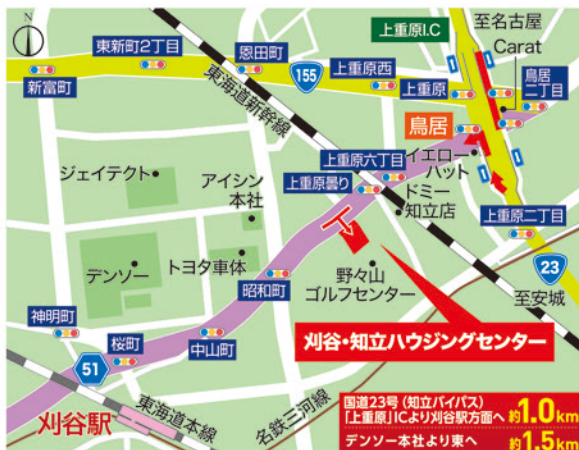 至名古屋
上重原I.C
Carat
東新町2丁目
恩田町
155
上重原西
上重原
鳥居
二丁目
新富町
東海道新幹線
鳥居
イエロー
ハット
上重原六丁目
ジェイテクト
アイシン
本社
上重原曇り
ドミー
知立店
上重原二丁目
23
デンソー
トヨタ車体
野々山
ゴルフセンター
至安城
昭和町
神明町
刈谷・知立ハウジングセンター
51
桜町
中山町
刈谷駅
東海道本線
名鉄三河線
国道23号(知立バイパス)
「上重原」ICより刈谷駅方面へ 約1.0km
デンソー本社より東へ 約1.5km